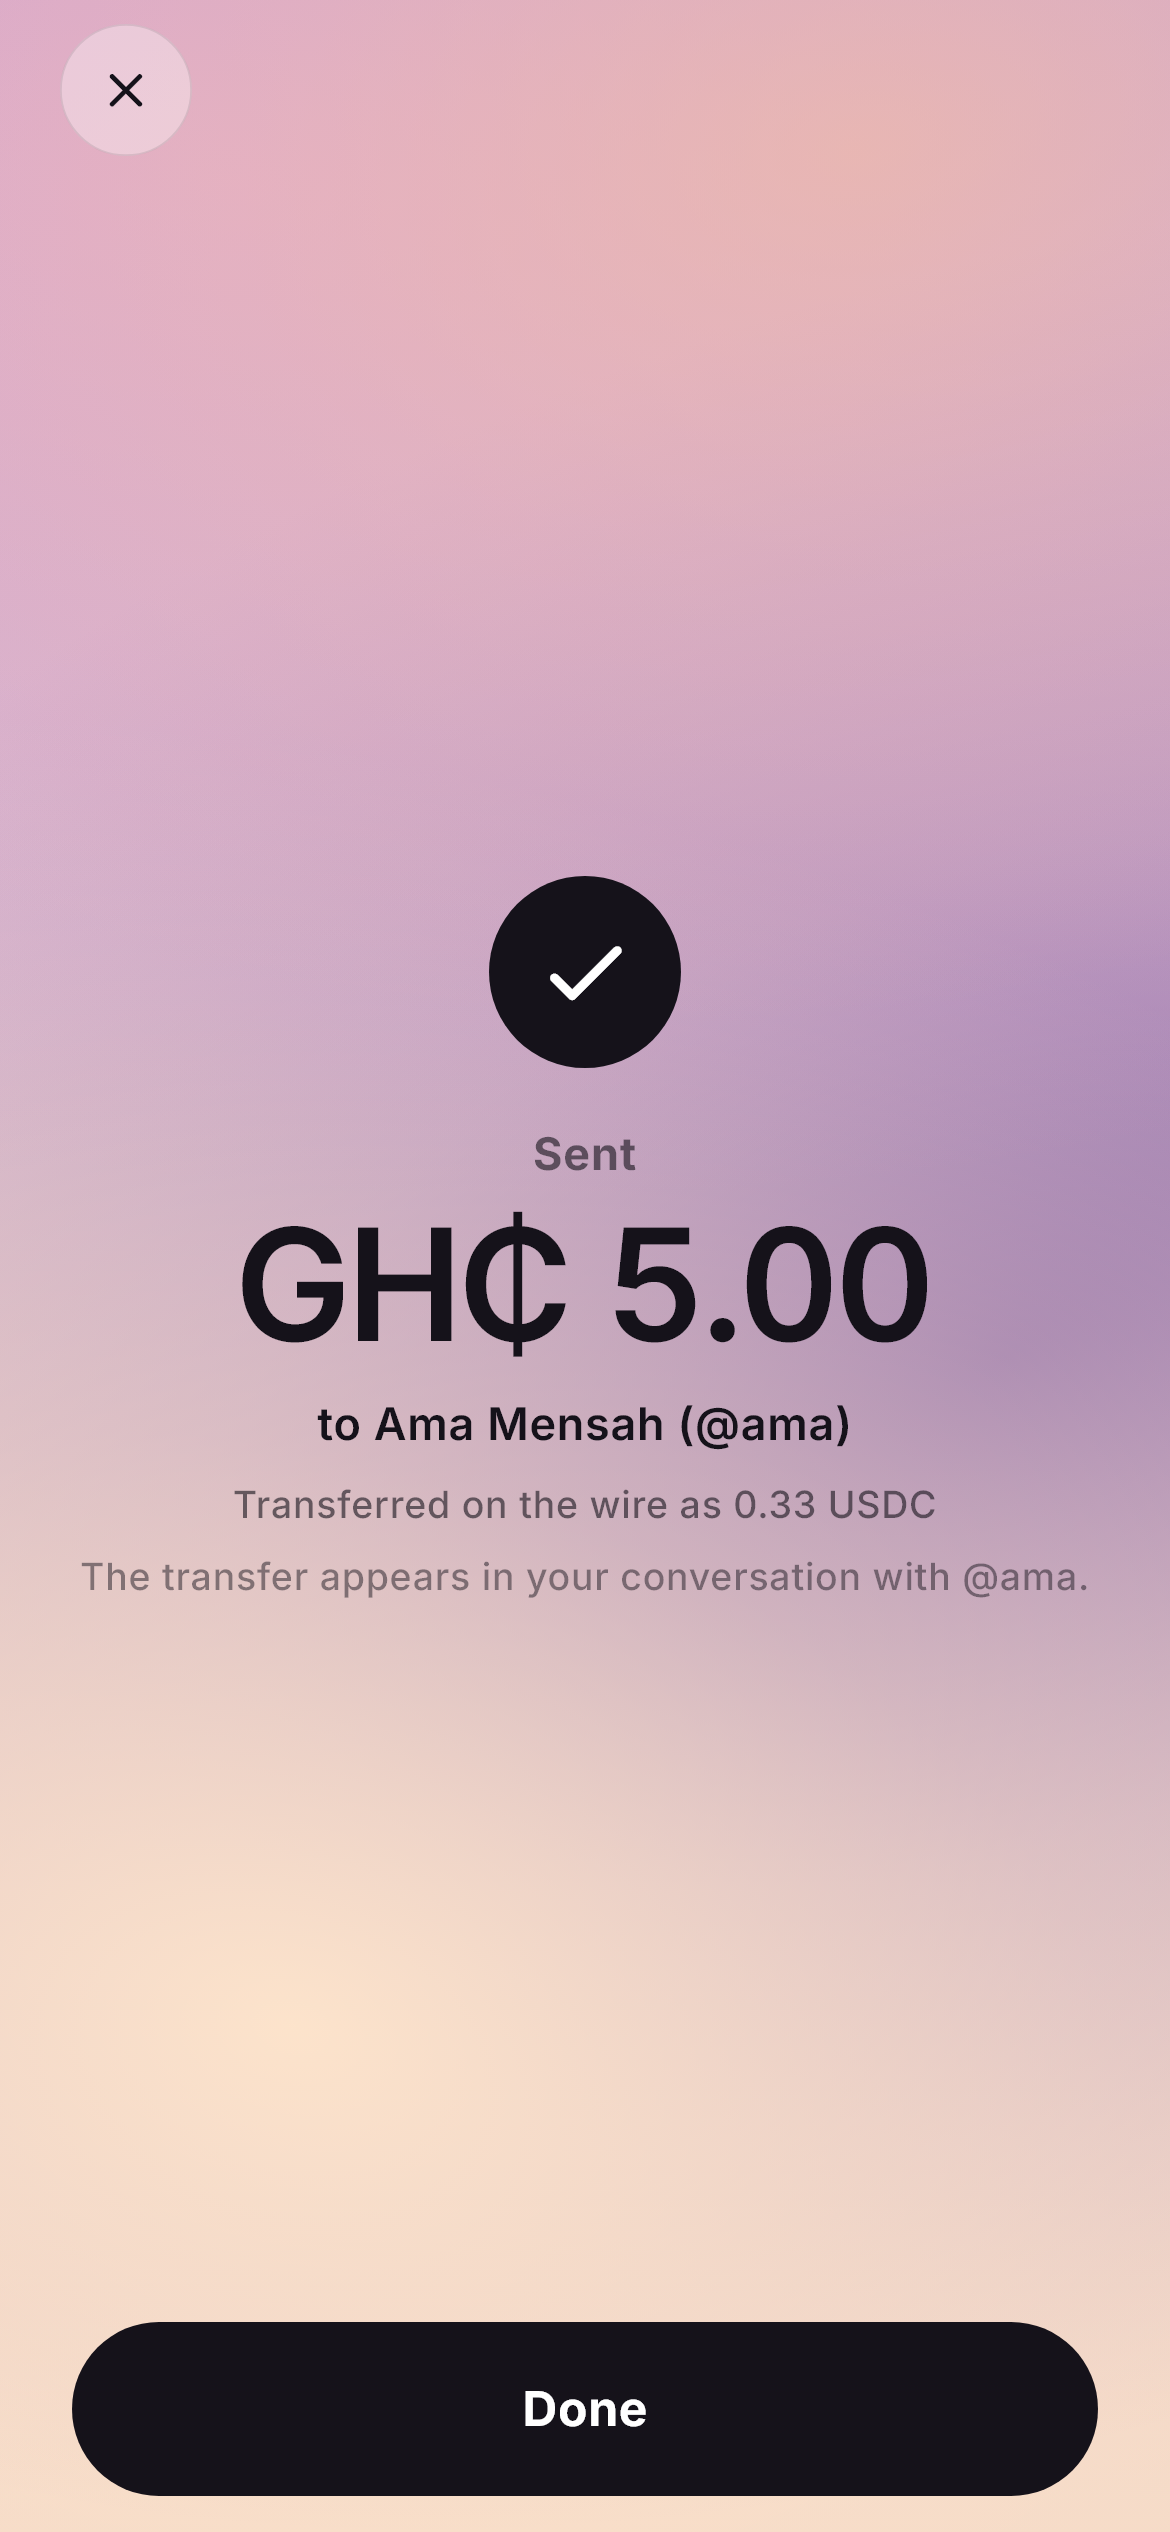 Sent
GH₵ 5.00
to Ama Mensah (@ama)
Transferred on the wire as 0.33 USDC
The transfer appears in your conversation with @ama.
Done